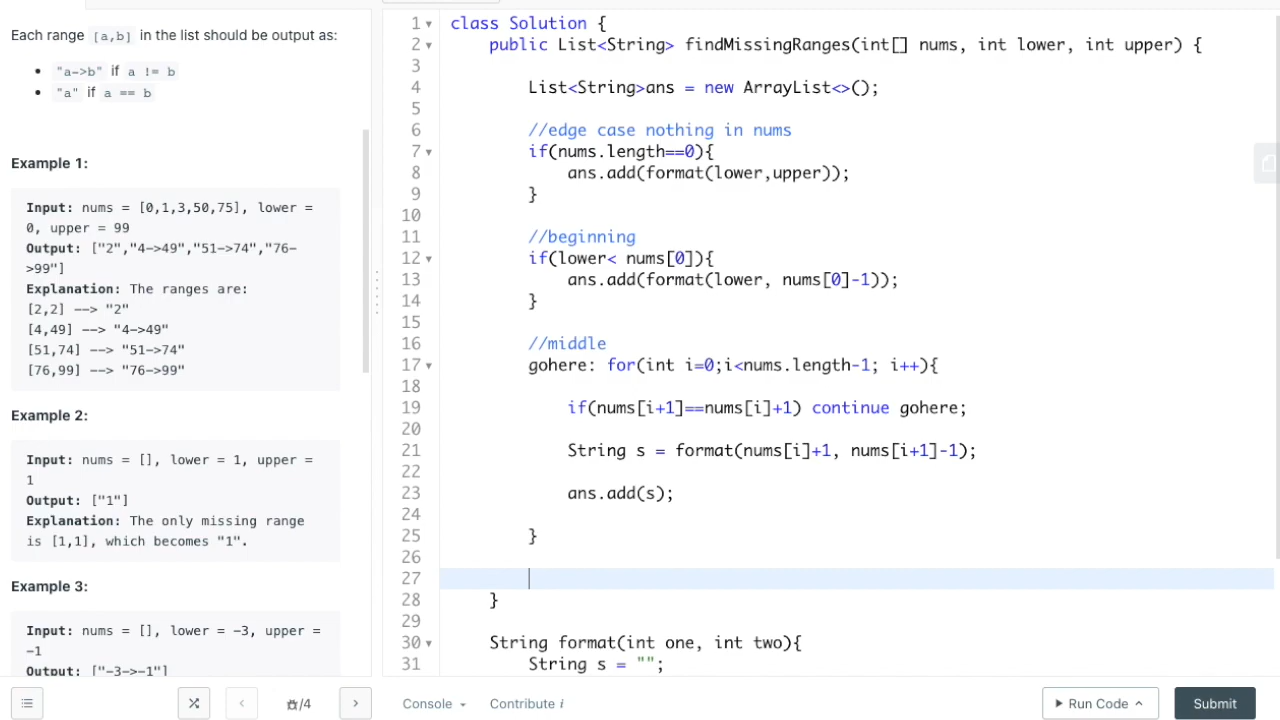 Each range [a,b] in the list should be output as:
"a->b" if a != b
"a" if a == b
Example 1:
Input: nums = [0,1,3,50,75], lower =
0, upper = 99
Output: ["2","4->49","51->74","76-
>99"]
Explanation: The ranges are:
[2,2] --> "2"
[4,49] --> "4->49"
[51,74] --> "51->74"
[76,99] --> "76->99"
Example 2:
Input: nums = [], lower = 1, upper =
1
Output: ["1"]
Explanation: The only missing range
is [1,1], which becomes "1".
Example 3:
Input: nums = [], lower = -3, upper =
-1
Output: ["-3->-1"]
/4
1 class Solution {
2 public List<String> findMissingRanges(int[] nums, int lower, int upper) {
3
4 List<String>ans = new ArrayList<>();
5
6 //edge case nothing in nums
7 if(nums.length==0){
8 ans.add(format(lower,upper));
9 }
10
11 //beginning
12 if(lower< nums[0]){
13 ans.add(format(lower, nums[0]-1));
14 }
15
16 //middle
17 gohere: for(int i=0;i<nums.length-1; i++){
18
19 if(nums[i+1]==nums[i]+1) continue gohere;
20
21 String s = format(nums[i]+1, nums[i+1]-1);
22
23 ans.add(s);
24
25 }
26
27
28 }
29
30 String format(int one, int two){
31 String s = "";
Console Contribute i
Run Code
Submit